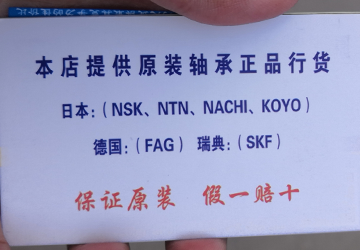 本店提供原装轴承正品行货
日本:(NSK、NTN、NACHI、KOYO)
德国:(FAG) 瑞典:(SKF)
保证原装 假一赔十